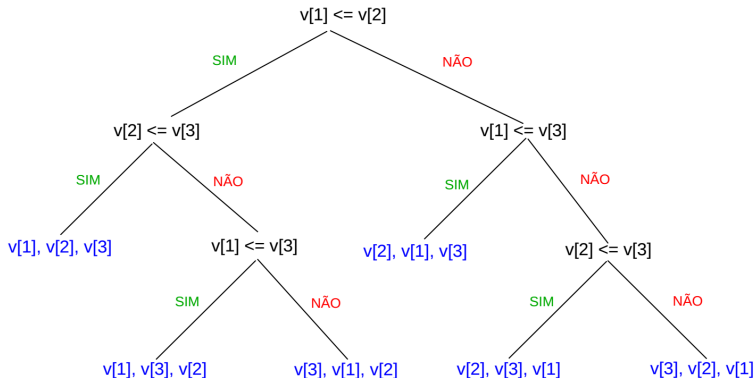 v[1] <= v[2]
SIM
NÃO
v[2] <= v[3]
v[1] <= v[3]
SIM
NÃO
SIM
NÃO
v[1], v[2], v[3]
v[1] <= v[3]
v[2], v[1], v[3]
v[2] <= v[3]
SIM
NÃO
SIM
NÃO
v[1], v[3], v[2]
v[3], v[1], v[2]
v[2], v[3], v[1]
v[3], v[2], v[1]